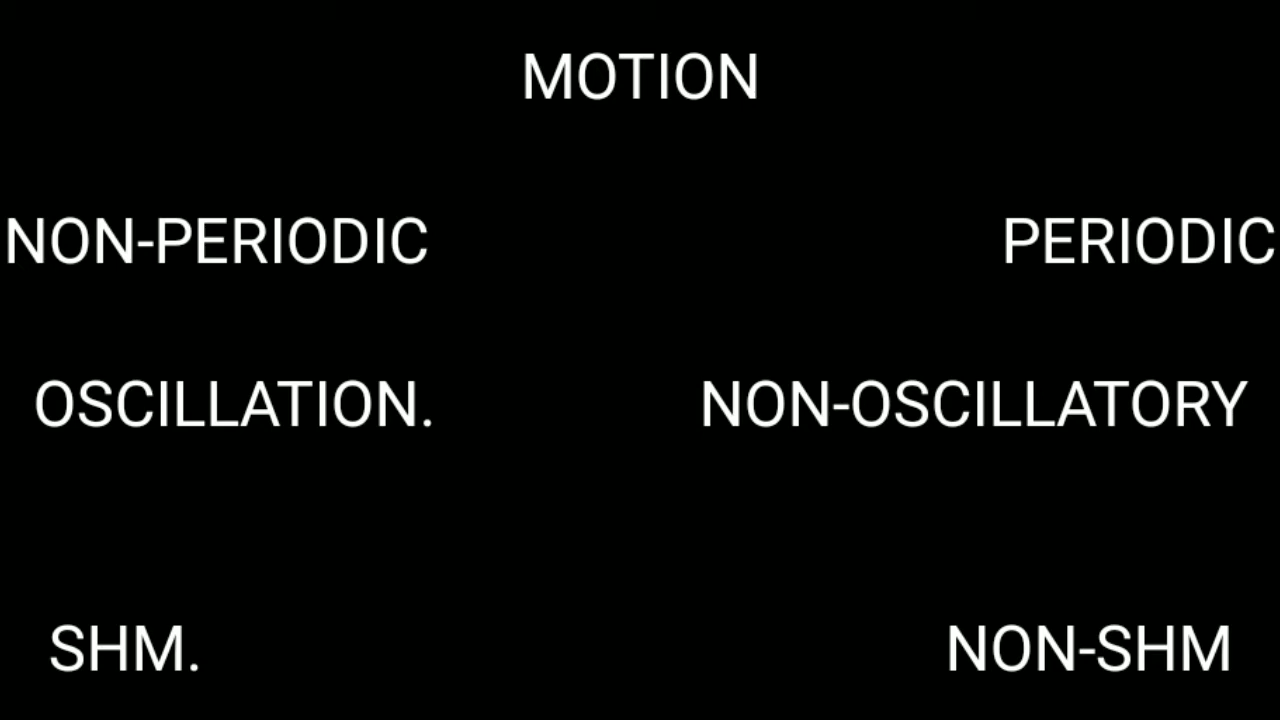 MOTION
NON-PERIODIC PERIODIC
OSCILLATION. NON-OSCILLATORY
SHM. NON-SHM